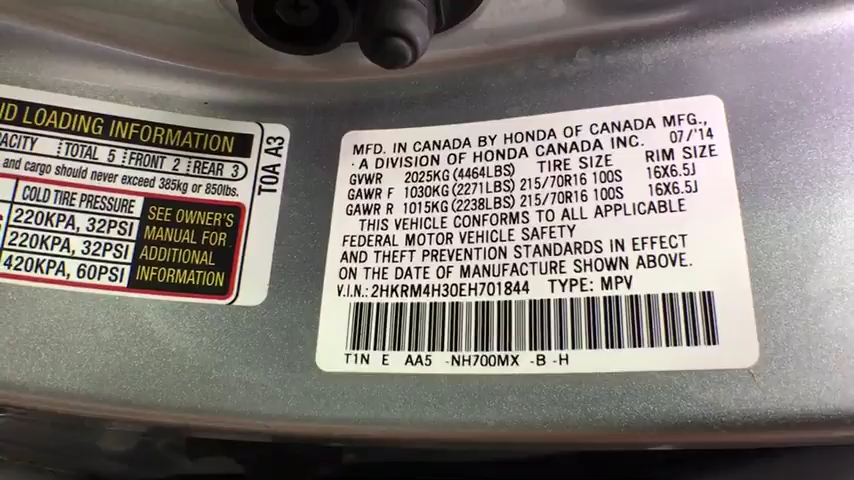 ID LOADING INFORMATION
ACITY TOTAL 5 FRONT 2 REAR 3
and cargo should never exceed 385kg or 850lbs.
COLD TIRE PRESSURE
220KPA, 32PSI
220KPA, 32PSI
420KPA, 60PSI
SEE OWNER'S
MANUAL FOR
ADDITIONAL
INFORMATION
T0A A3
MFD. IN CANADA BY HONDA OF CANADA MFG.,
A DIVISION OF HONDA CANADA INC. 07/'14
GVWR 2025KG(4464LBS) TIRE SIZE RIM SIZE
GAWR F 1030KG(2271LBS) 215/70R16 100S 16X6.5J
GAWR R 1015KG(2238LBS) 215/70R16 100S 16X6.5J
THIS VEHICLE CONFORMS TO ALL APPLICABLE
FEDERAL MOTOR VEHICLE SAFETY
AND THEFT PREVENTION STANDARDS IN EFFECT
ON THE DATE OF MANUFACTURE SHOWN ABOVE.
V.I.N.: 2HKRM4H30EH701844 TYPE: MPV
T1N E AA5 -NH700MX -B -H